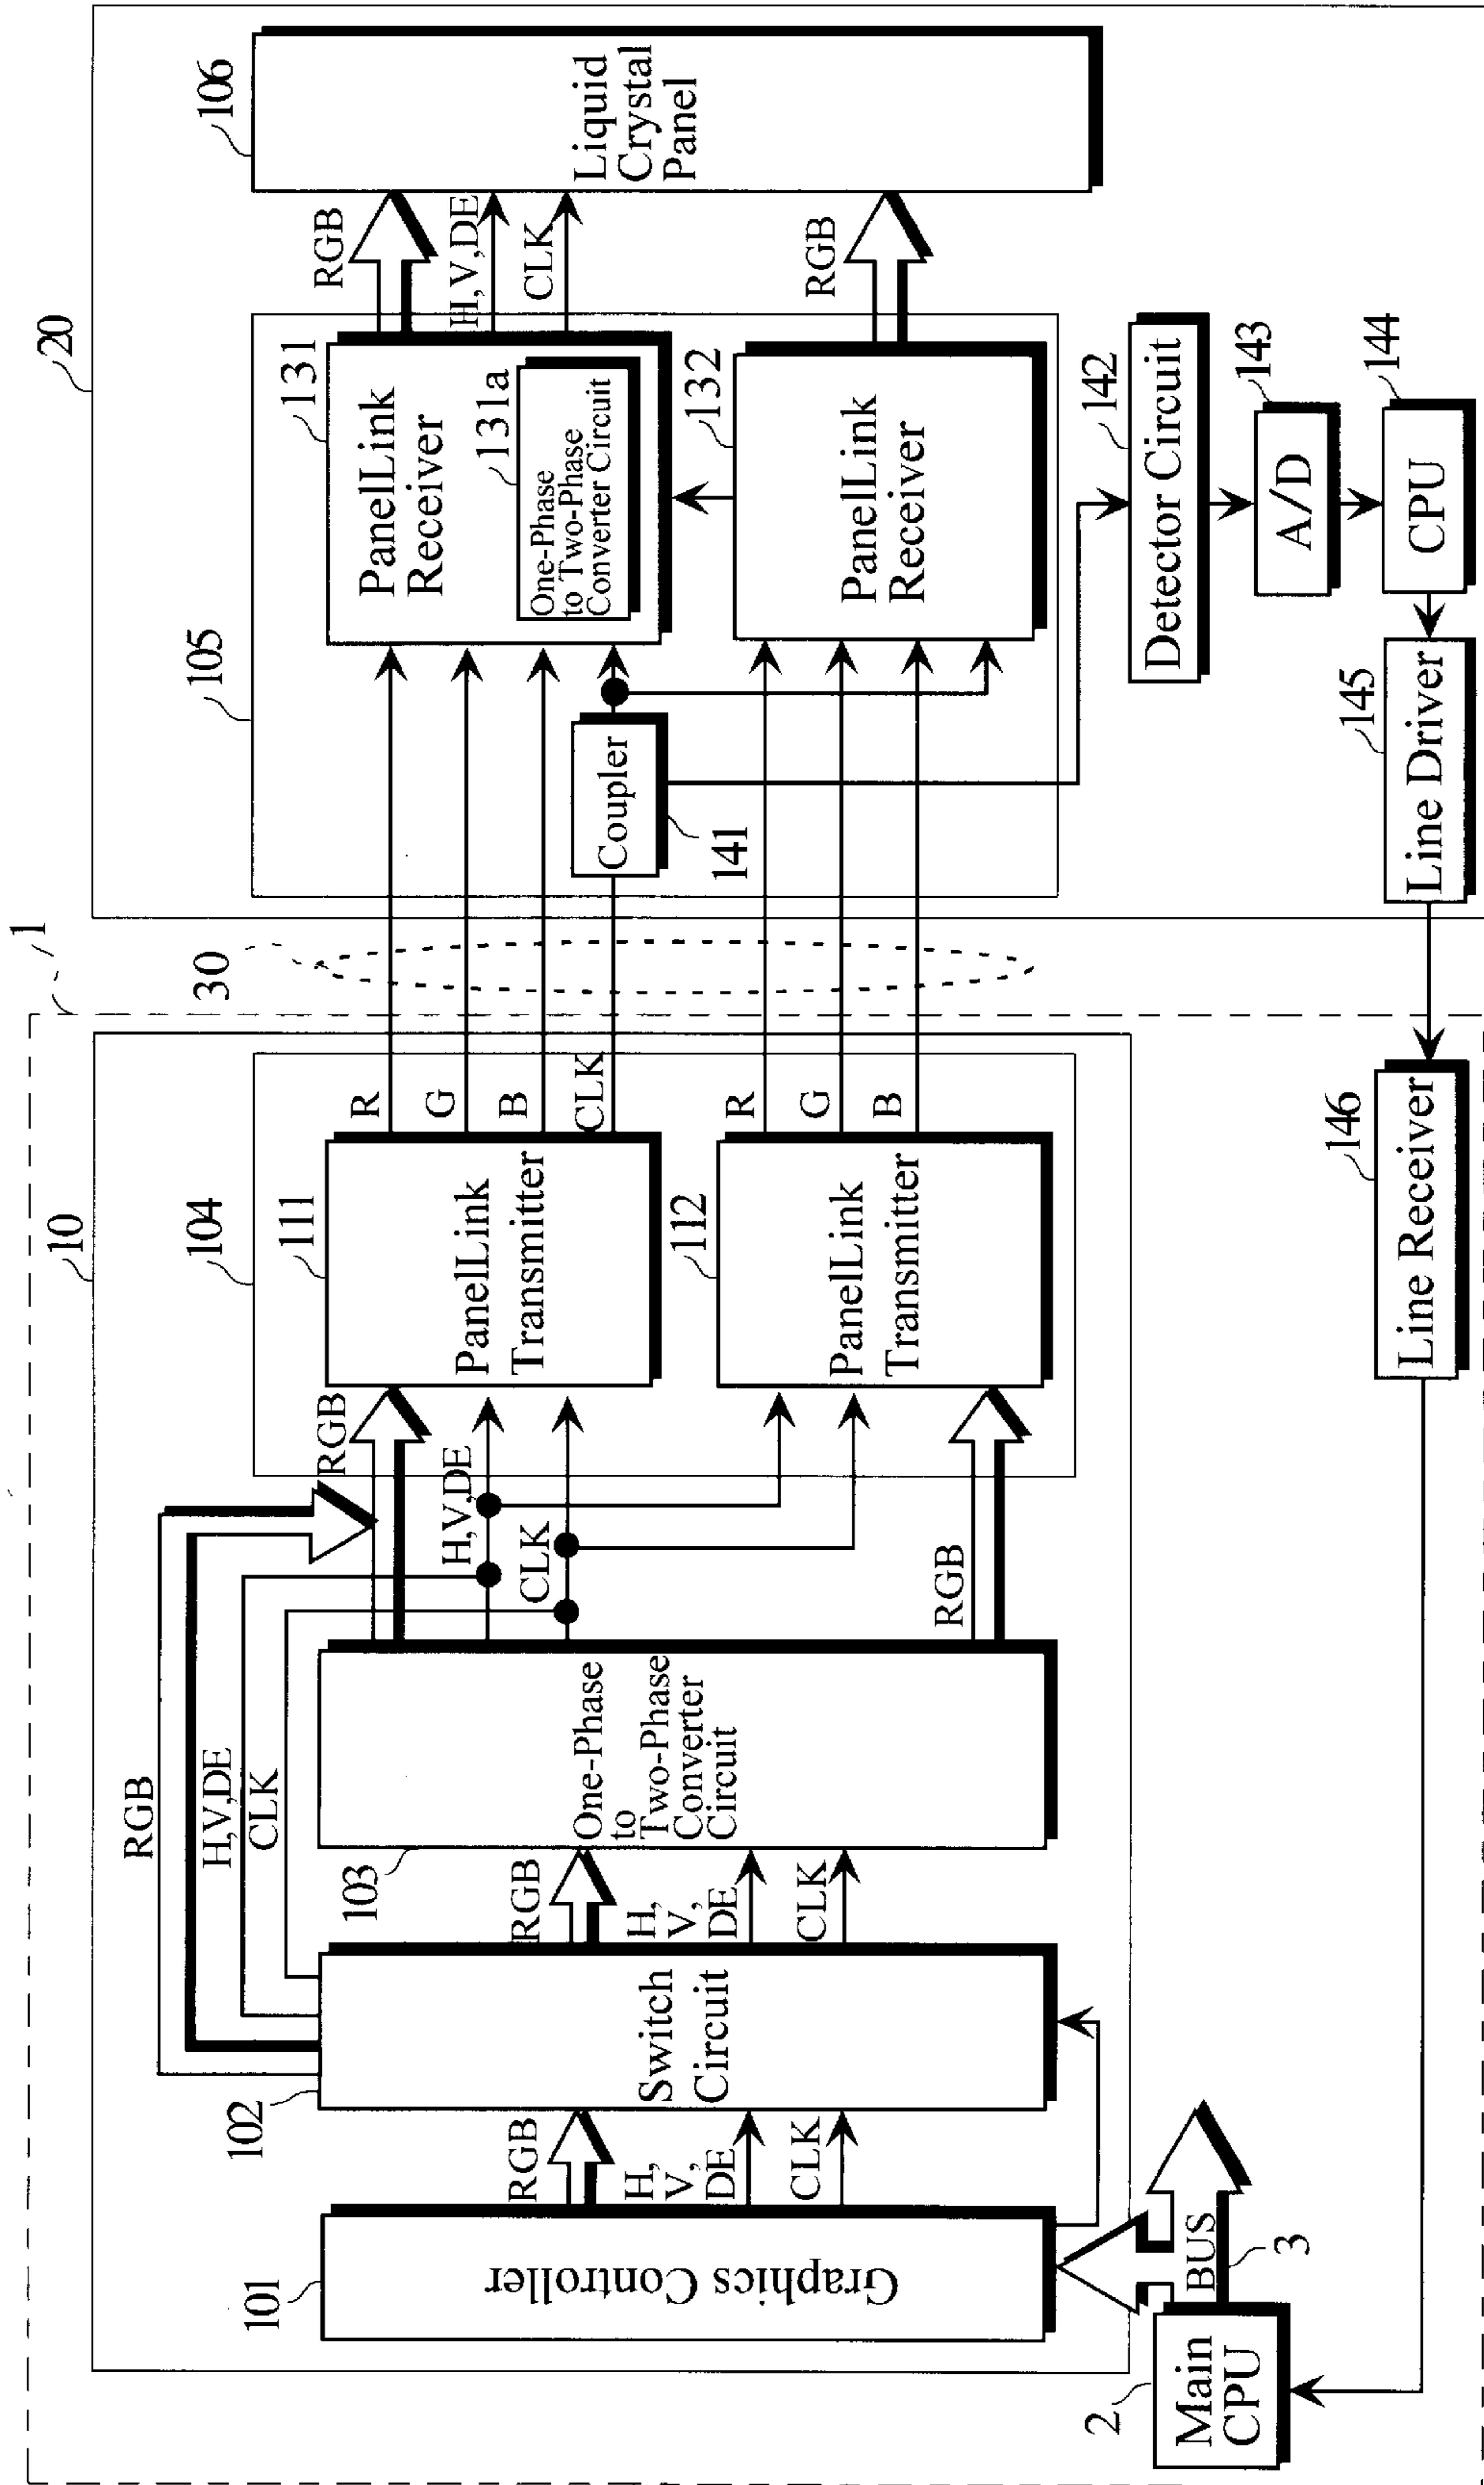 1
10
20
30
RGB
H,V,DE
CLK
101
Graphics Controller
RGB
H,
V,
DE
CLK
102
Switch
Circuit
RGB
H,
V,
DE
CLK
103
One-Phase
to
Two-Phase
Converter
Circuit
RGB
H,V,DE
CLK
RGB
104
111
PanelLink
Transmitter
112
PanelLink
Transmitter
R
G
B
CLK
R
G
B
105
Coupler
141
131
PanelLink
Receiver
131a
One-Phase
to Two-Phase
Converter Circuit
132
PanelLink
Receiver
RGB
H,V,DE
CLK
RGB
106
Liquid
Crystal
Panel
142
Detector Circuit
143
A/D
144
CPU
145
Line Driver
146
Line Receiver
2
Main
CPU
BUS
3